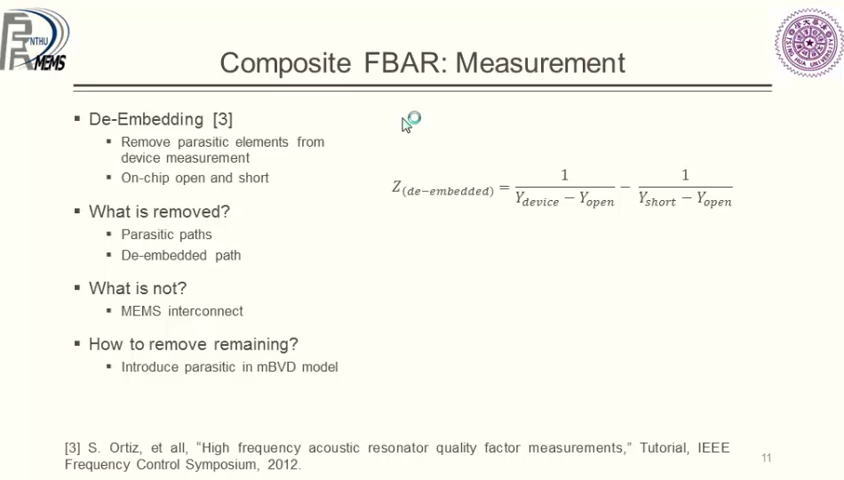 NTHU
MEMS
Composite FBAR: Measurement
▪ De-Embedding [3]
▪ Remove parasitic elements from
device measurement
▪ On-chip open and short
▪ What is removed?
▪ Parasitic paths
▪ De-embedded path
▪ What is not?
▪ MEMS interconnect
▪ How to remove remaining?
▪ Introduce parasitic in mBVD model
Z(de−embedded) = 1/(Ydevice − Yopen) − 1/(Yshort − Yopen)
[3] S. Ortiz, et all, “High frequency acoustic resonator quality factor measurements,” Tutorial, IEEE
Frequency Control Symposium, 2012.
11